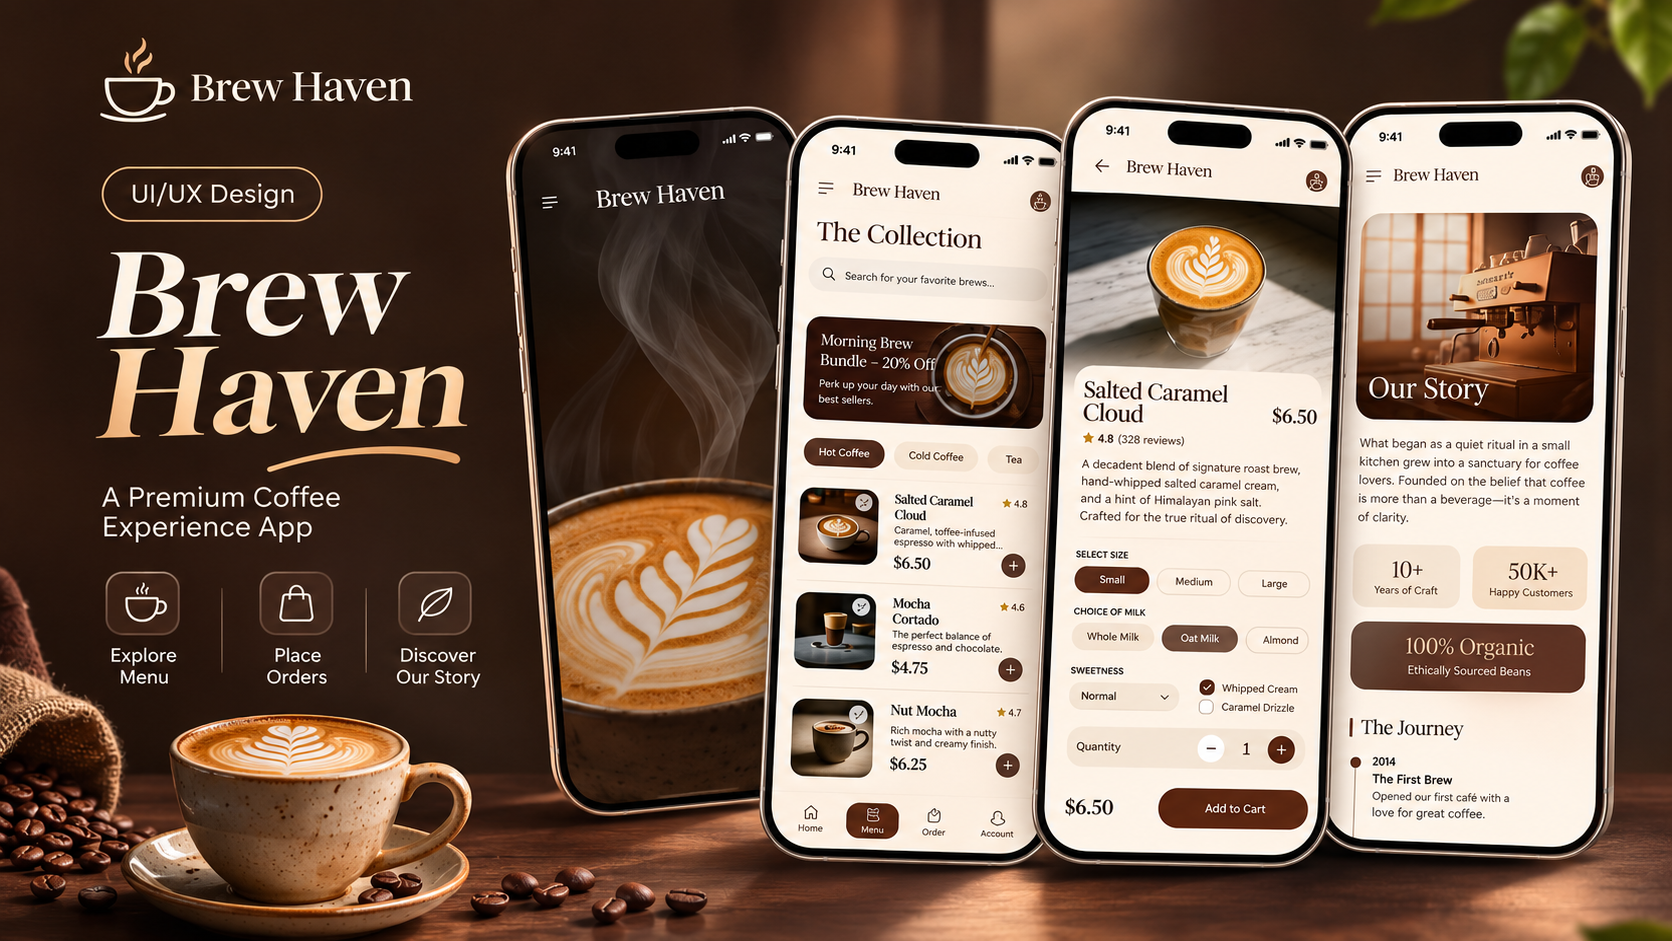 Brew Haven
UI/UX Design
Brew
Haven
A Premium Coffee
Experience App
Explore
Menu
Place
Orders
Discover
Our Story
9:41
Brew Haven
9:41
Brew Haven
The Collection
Search for your favorite brews...
Morning Brew
Bundle – 20% Off
Perk up your day with our
best sellers.
Hot Coffee
Cold Coffee
Tea
Salted Caramel
Cloud
4.8
Caramel, toffee-infused
espresso with whipped...
$6.50
Mocha
Cortado
4.6
The perfect balance of
espresso and chocolate.
$4.75
Nut Mocha
4.7
Rich mocha with a nutty
twist and creamy finish.
$6.25
Home
Menu
Order
Account
9:41
Brew Haven
Salted Caramel
Cloud
$6.50
4.8 (328 reviews)
A decadent blend of signature roast brew,
hand-whipped salted caramel cream,
and a hint of Himalayan pink salt.
Crafted for the true ritual of discovery.
SELECT SIZE
Small
Medium
Large
CHOICE OF MILK
Whole Milk
Oat Milk
Almond
SWEETNESS
Normal
Whipped Cream
Caramel Drizzle
Quantity
1
$6.50
Add to Cart
9:41
Brew Haven
Our Story
What began as a quiet ritual in a small
kitchen grew into a sanctuary for coffee
lovers. Founded on the belief that coffee
is more than a beverage—it's a moment
of clarity.
10+
Years of Craft
50K+
Happy Customers
100% Organic
Ethically Sourced Beans
The Journey
2014
The First Brew
Opened our first café with a
love for great coffee.